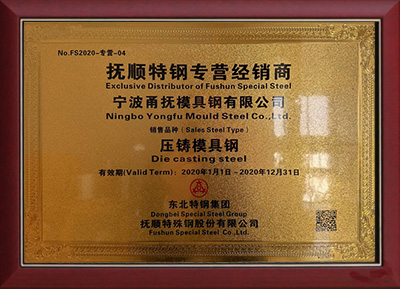 No.FS2020-专营-04
抚顺特钢专营经销商
Exclusive Distributor of Fushun Special Steel
宁波甬抚模具钢有限公司
Ningbo Yongfu Mould Steel Co.,Ltd.
销售品种（Sales Steel Type）
压铸模具钢
Die casting steel
有效期(Valid Term)：2020年1月1日~2020年12月31日
东北特钢集团
Dongbei Special Steel Group
抚顺特殊钢股份有限公司
Fushun Special Steel Co.,Ltd.